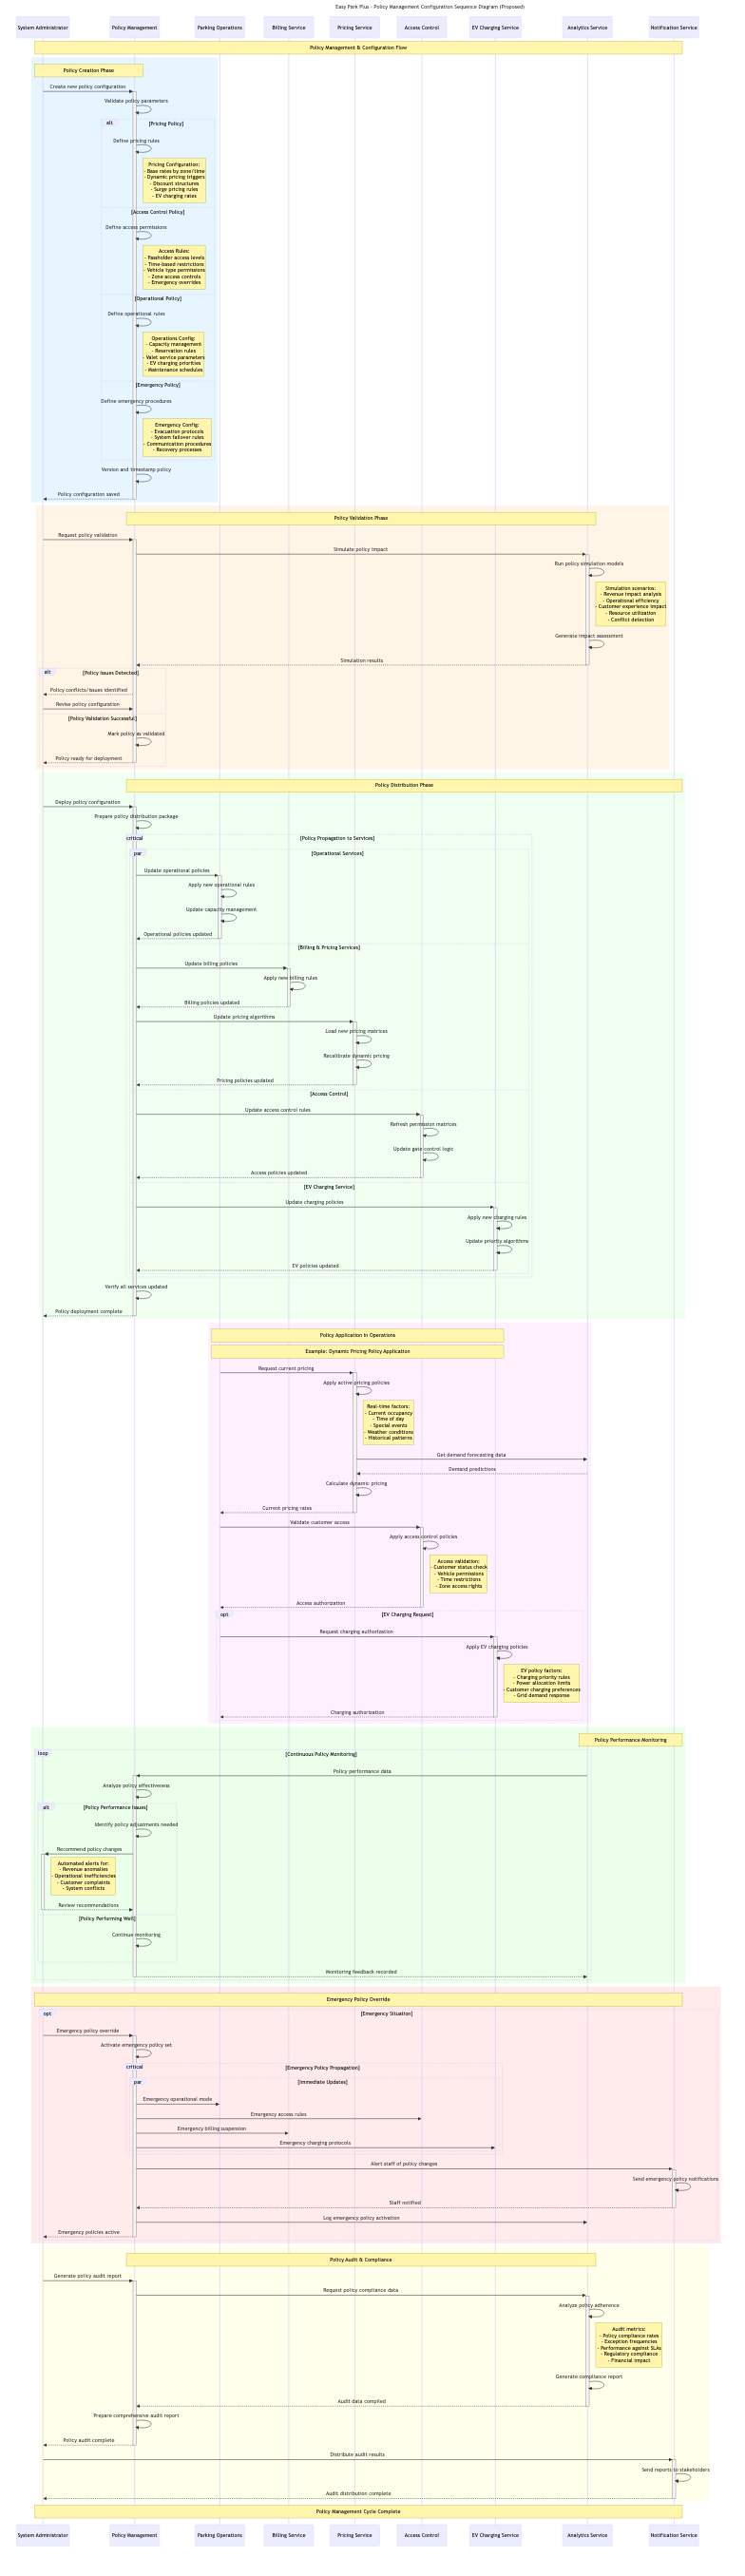 Easy Park Plus - Policy Management Configuration Sequence Diagram (Proposed)
System Administrator
Policy Management
Parking Operations
Billing Service
Pricing Service
Access Control
EV Charging Service
Analytics Service
Notification Service
Policy Management & Configuration Flow
Policy Creation Phase
Create new policy configuration
Validate policy parameters
alt
[Pricing Policy]
Define pricing rules
Pricing Configuration:
- Base rates by zone/time
- Dynamic pricing triggers
- Discount structures
- Surge pricing rules
- EV charging rates
[Access Control Policy]
Define access permissions
Access Rules:
- Passholder access levels
- Time-based restrictions
- Vehicle type permissions
- Zone access controls
- Emergency overrides
[Operational Policy]
Define operational rules
Operations Config:
- Capacity management
- Reservation rules
- Valet service parameters
- EV charging priorities
- Maintenance schedules
[Emergency Policy]
Define emergency procedures
Emergency Config:
- Evacuation protocols
- System failover rules
- Communication procedures
- Recovery processes
Version and timestamp policy
Policy configuration saved
Policy Validation Phase
Request policy validation
Simulate policy impact
Run policy simulation models
Simulation scenarios:
- Revenue impact analysis
- Operational efficiency
- Customer experience impact
- Resource utilization
- Conflict detection
Generate impact assessment
Simulation results
alt
[Policy Issues Detected]
Policy conflicts/issues identified
Revise policy configuration
[Policy Validation Successful]
Mark policy as validated
Policy ready for deployment
Policy Distribution Phase
Deploy policy configuration
Prepare policy distribution package
critical
[Policy Propagation to Services]
par
[Operational Services]
Update operational policies
Apply new operational rules
Update capacity management
Operational policies updated
[Billing & Pricing Services]
Update billing policies
Apply new billing rules
Billing policies updated
Update pricing algorithms
Load new pricing matrices
Recalibrate dynamic pricing
Pricing policies updated
[Access Control]
Update access control rules
Refresh permission matrices
Update gate control logic
Access policies updated
[EV Charging Service]
Update charging policies
Apply new charging rules
Update priority algorithms
EV policies updated
Verify all services updated
Policy deployment complete
Policy Application in Operations
Example: Dynamic Pricing Policy Application
Request current pricing
Apply active pricing policies
Real-time factors:
- Current occupancy
- Time of day
- Special events
- Weather conditions
- Historical patterns
Get demand forecasting data
Demand predictions
Calculate dynamic pricing
Current pricing rates
Validate customer access
Apply access control policies
Access validation:
- Customer status check
- Vehicle permissions
- Time restrictions
- Zone access rights
Access authorization
opt
[EV Charging Request]
Request charging authorization
Apply EV charging policies
EV policy factors:
- Charging priority rules
- Power allocation limits
- Customer charging preferences
- Grid demand response
Charging authorization
Policy Performance Monitoring
loop
[Continuous Policy Monitoring]
Policy performance data
Analyze policy effectiveness
alt
[Policy Performance Issues]
Identify policy adjustments needed
Recommend policy changes
Automated alerts for:
- Revenue anomalies
- Operational inefficiencies
- Customer complaints
- System conflicts
Review recommendations
[Policy Performing Well]
Continue monitoring
Monitoring feedback recorded
Emergency Policy Override
opt
[Emergency Situation]
Emergency policy override
Activate emergency policy set
critical
[Emergency Policy Propagation]
par
[Immediate Updates]
Emergency operational mode
Emergency access rules
Emergency billing suspension
Emergency charging protocols
Alert staff of policy changes
Send emergency policy notifications
Staff notified
Log emergency policy activation
Emergency policies active
Policy Audit & Compliance
Generate policy audit report
Request policy compliance data
Analyze policy adherence
Audit metrics:
- Policy compliance rates
- Exception frequencies
- Performance against SLAs
- Regulatory compliance
- Financial impact
Generate compliance report
Audit data compiled
Prepare comprehensive audit report
Policy audit complete
Distribute audit results
Send reports to stakeholders
Audit distribution complete
Policy Management Cycle Complete
System Administrator
Policy Management
Parking Operations
Billing Service
Pricing Service
Access Control
EV Charging Service
Analytics Service
Notification Service